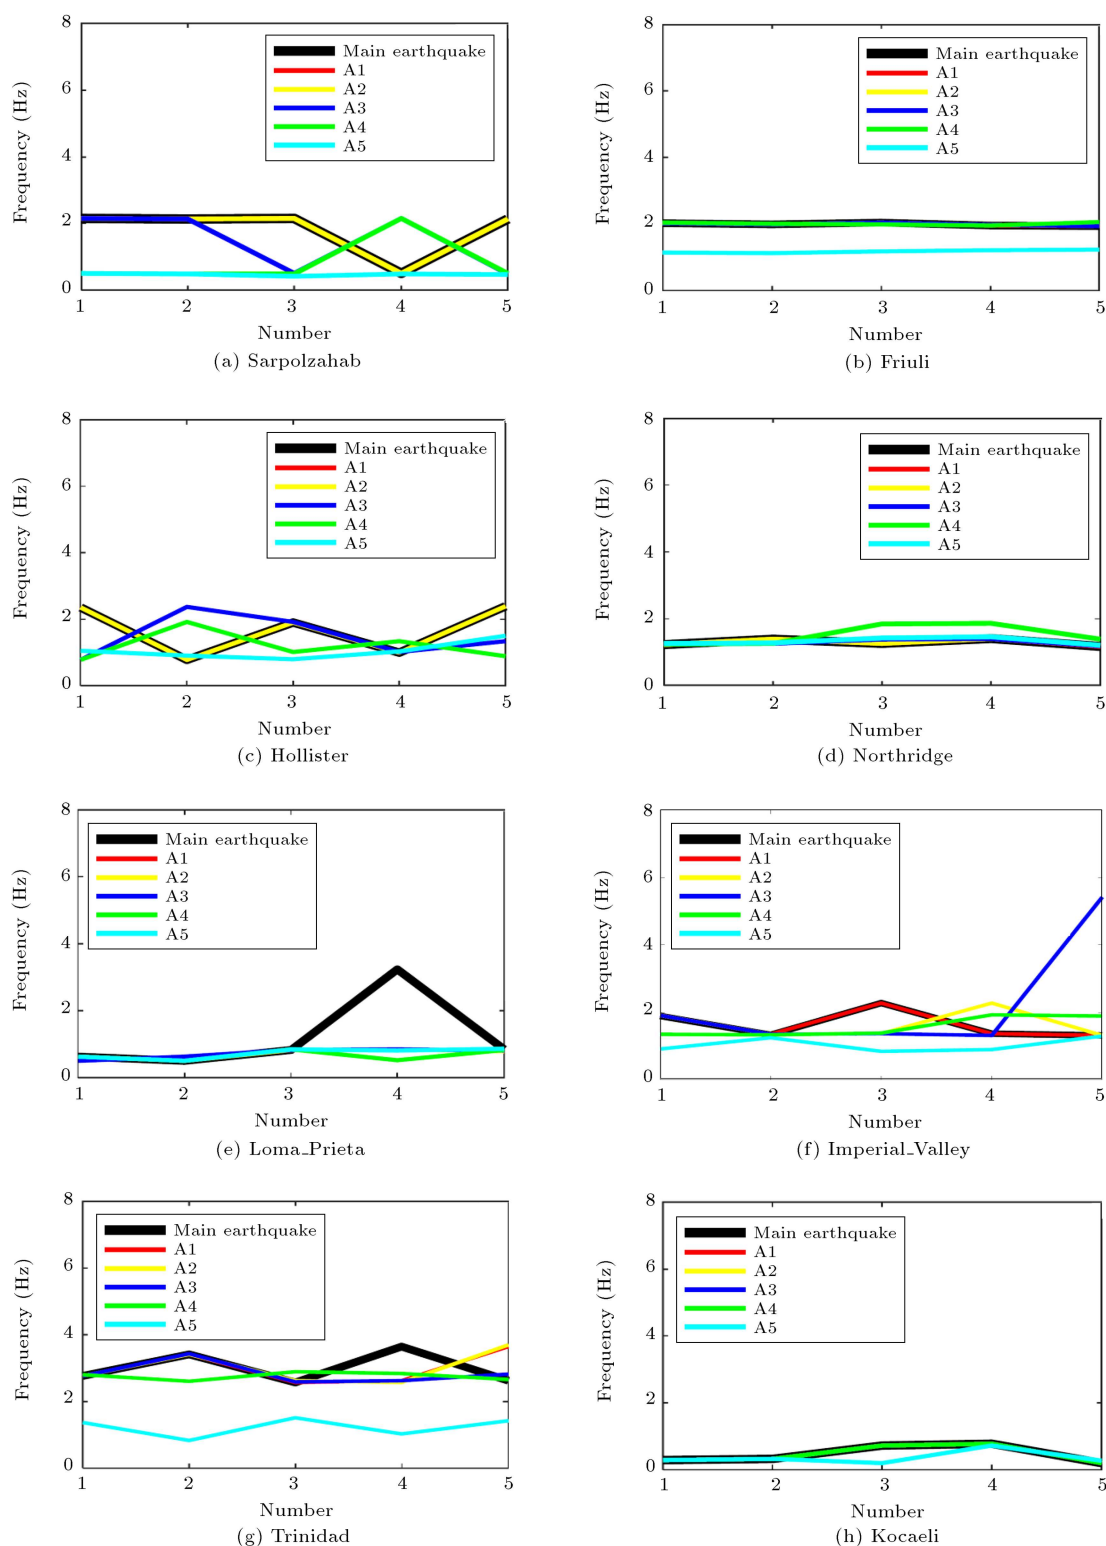 8
6
4
2
0
Frequency (Hz)
Main earthquake
A1
A2
A3
A4
A5
1 2 3 4 5
Number
(a) Sarpolzahab
8
6
4
2
0
Frequency (Hz)
Main earthquake
A1
A2
A3
A4
A5
1 2 3 4 5
Number
(b) Friuli
8
6
4
2
0
Frequency (Hz)
Main earthquake
A1
A2
A3
A4
A5
1 2 3 4 5
Number
(c) Hollister
8
6
4
2
0
Frequency (Hz)
Main earthquake
A1
A2
A3
A4
A5
1 2 3 4 5
Number
(d) Northridge
8
6
4
2
0
Frequency (Hz)
Main earthquake
A1
A2
A3
A4
A5
1 2 3 4 5
Number
(e) Loma_Prieta
8
6
4
2
0
Frequency (Hz)
Main earthquake
A1
A2
A3
A4
A5
1 2 3 4 5
Number
(f) Imperial_Valley
8
6
4
2
0
Frequency (Hz)
Main earthquake
A1
A2
A3
A4
A5
1 2 3 4 5
Number
(g) Trinidad
8
6
4
2
0
Frequency (Hz)
Main earthquake
A1
A2
A3
A4
A5
1 2 3 4 5
Number
(h) Kocaeli